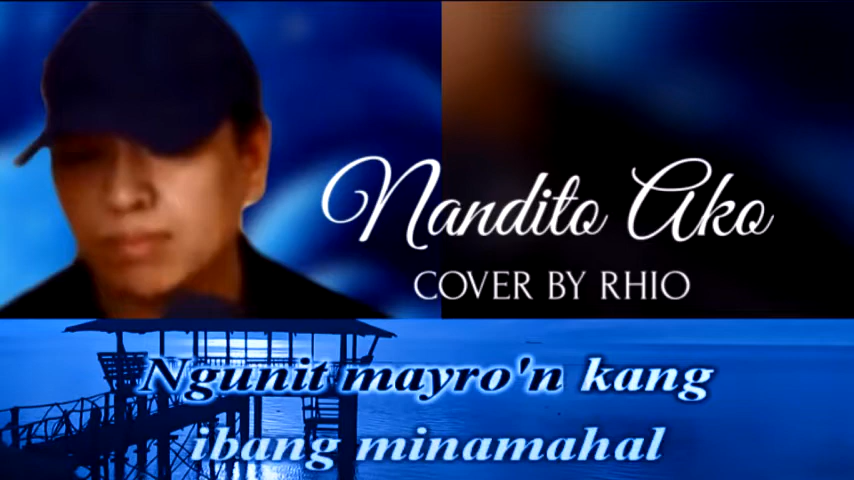 Nandito Ako
COVER BY RHIO
Ngunit mayro'n kang
ibang minamahal